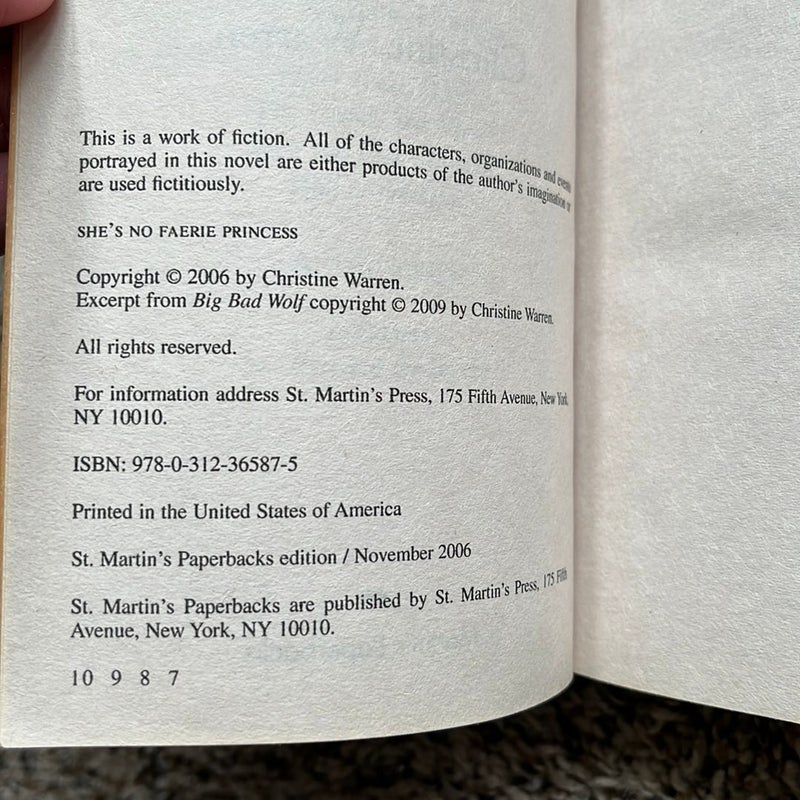 This is a work of fiction. All of the characters, organizations and events
portrayed in this novel are either products of the author's imagination or
are used fictitiously.
SHE'S NO FAERIE PRINCESS
Copyright © 2006 by Christine Warren.
Excerpt from Big Bad Wolf copyright © 2009 by Christine Warren.
All rights reserved.
For information address St. Martin's Press, 175 Fifth Avenue, New York,
NY 10010.
ISBN: 978-0-312-36587-5
Printed in the United States of America
St. Martin's Paperbacks edition / November 2006
St. Martin's Paperbacks are published by St. Martin's Press, 175 Fifth
Avenue, New York, NY 10010.
10 9 8 7